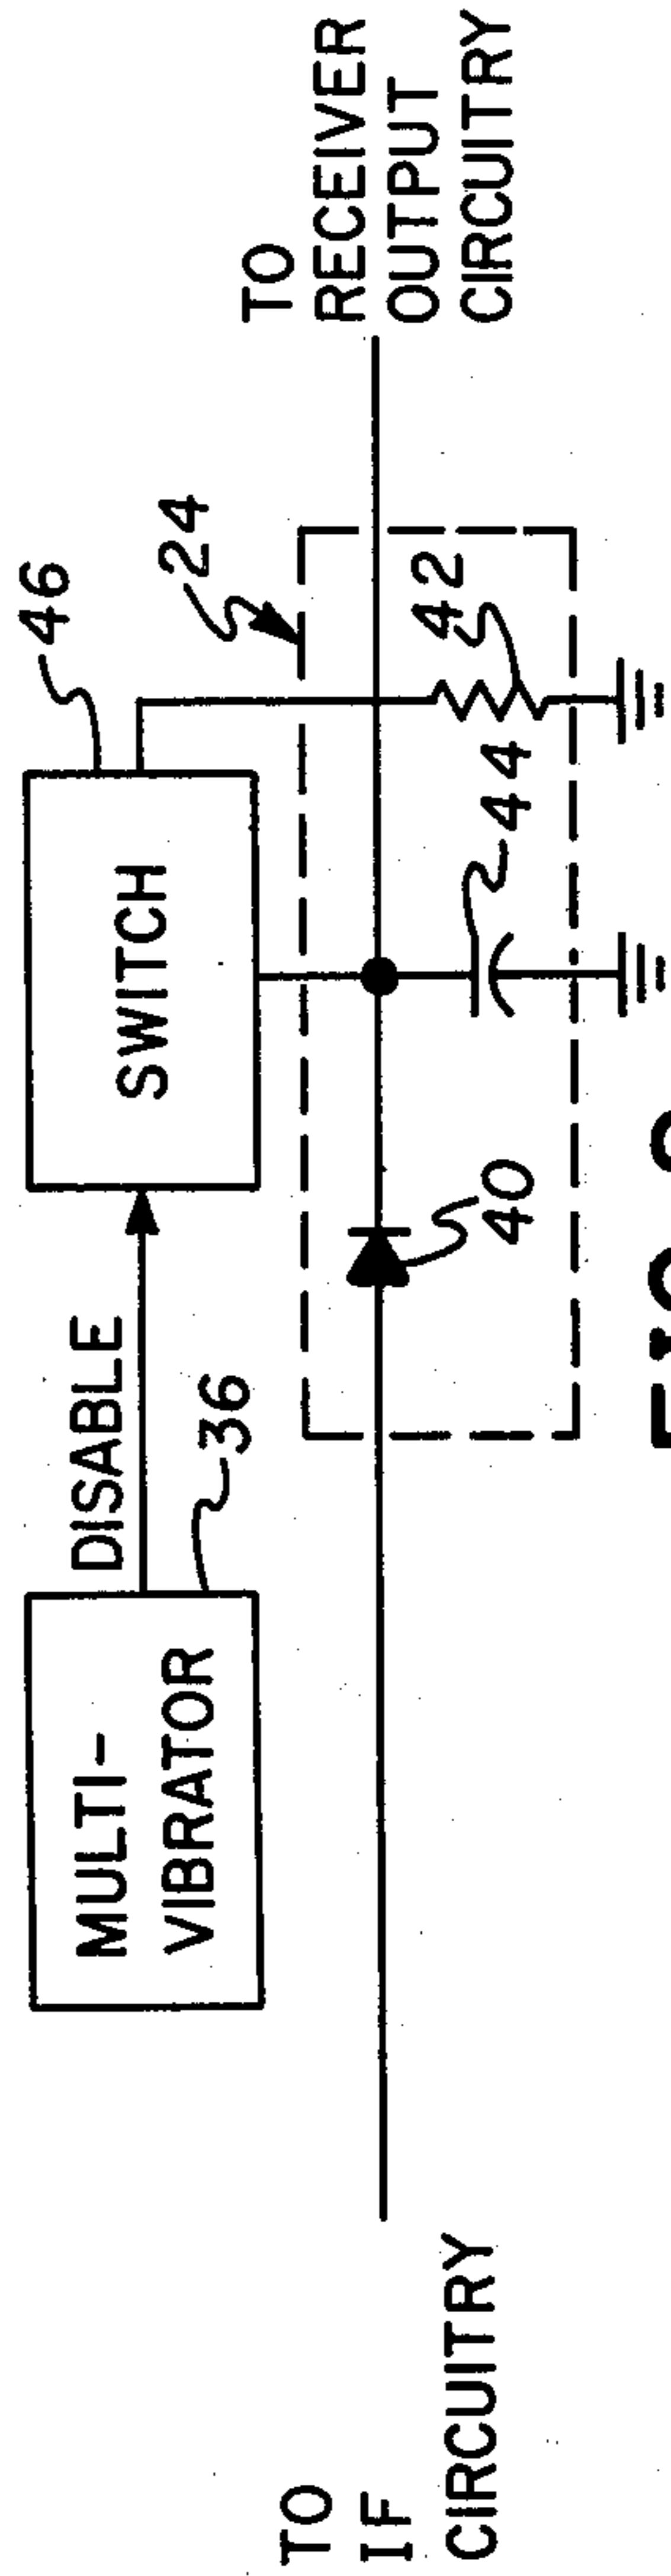 MULTI-
VIBRATOR
36
DISABLE
SWITCH
46
24
TO
IF
CIRCUITRY
40
44
42
TO
RECEIVER
OUTPUT
CIRCUITRY